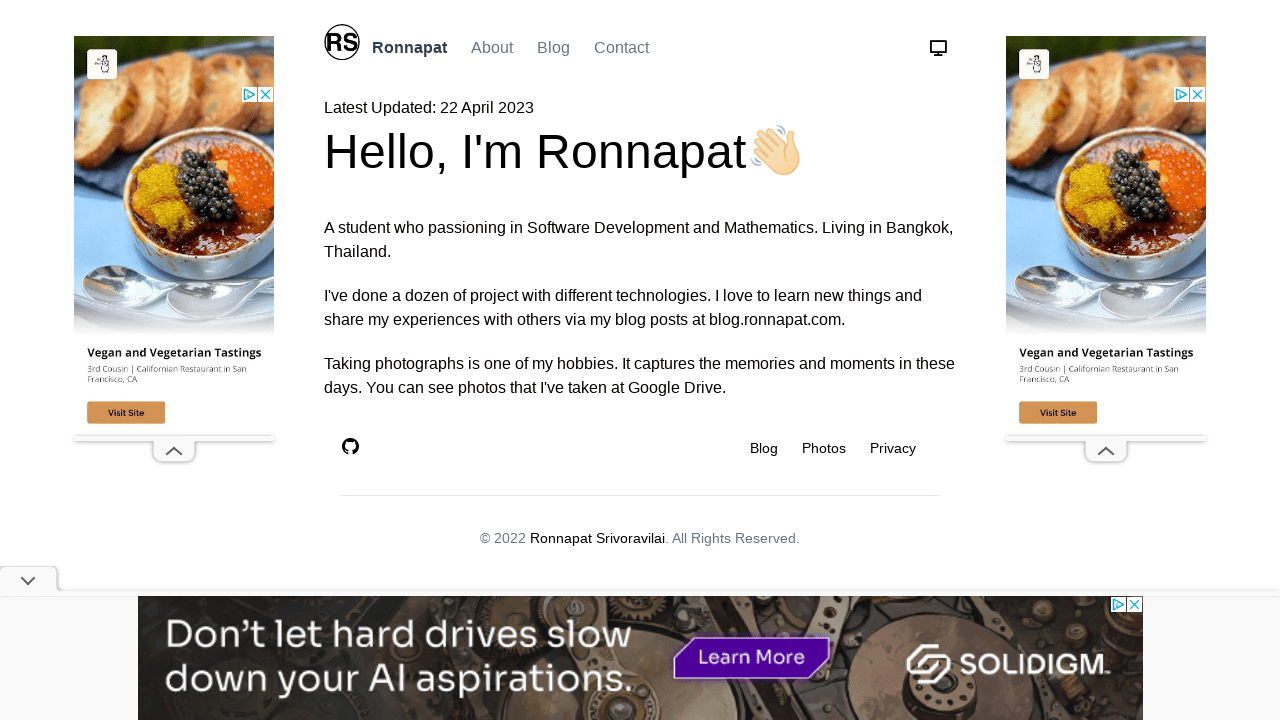 RS
Ronnapat About Blog Contact
Latest Updated: 22 April 2023
Hello, I'm Ronnapat👋🏼
A student who passioning in Software Development and Mathematics. Living in Bangkok,
Thailand.
I've done a dozen of project with different technologies. I love to learn new things and
share my experiences with others via my blog posts at blog.ronnapat.com.
Taking photographs is one of my hobbies. It captures the memories and moments in these
days. You can see photos that I've taken at Google Drive.
Blog Photos Privacy
© 2022 Ronnapat Srivoravilai. All Rights Reserved.
Vegan and Vegetarian Tastings
3rd Cousin | Californian Restaurant in San
Francisco, CA
Visit Site
Vegan and Vegetarian Tastings
3rd Cousin | Californian Restaurant in San
Francisco, CA
Visit Site
Don't let hard drives slow
down your AI aspirations.
Learn More
SOLIDIGM